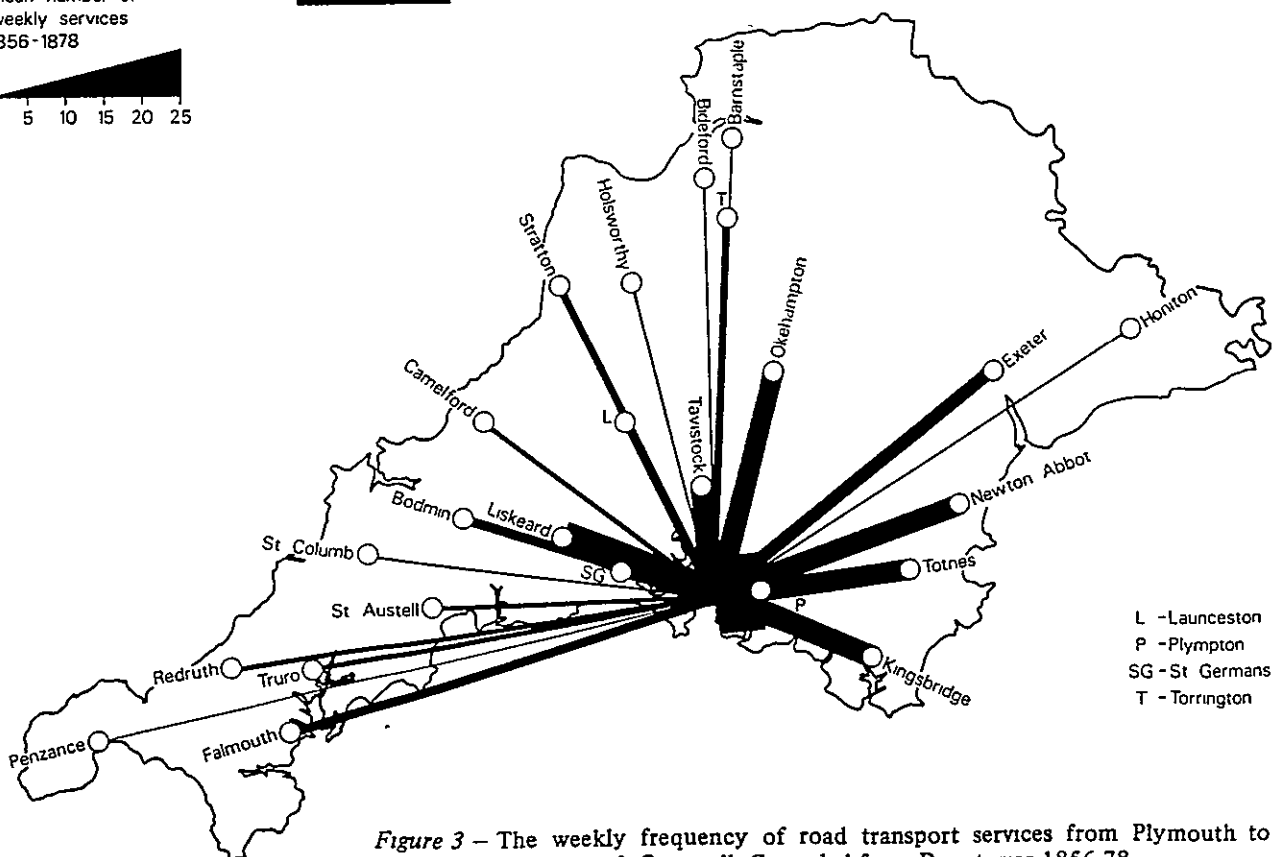 weekly services
1856-1878
5 10 15 20 25
Barnstaple
Bideford
T
Holsworthy
Stratton
Okehampton
Honiton
Exeter
Camelford
L
Tavistock
Newton Abbot
Bodmin
Liskeard
St Columb
SG
Totnes
P
St Austell
L - Launceston
P - Plympton
SG - St Germans
T - Torrington
Redruth
Truro
Kingsbridge
Penzance
Falmouth
Figure 3 – The weekly frequency of road transport services from Plymouth to